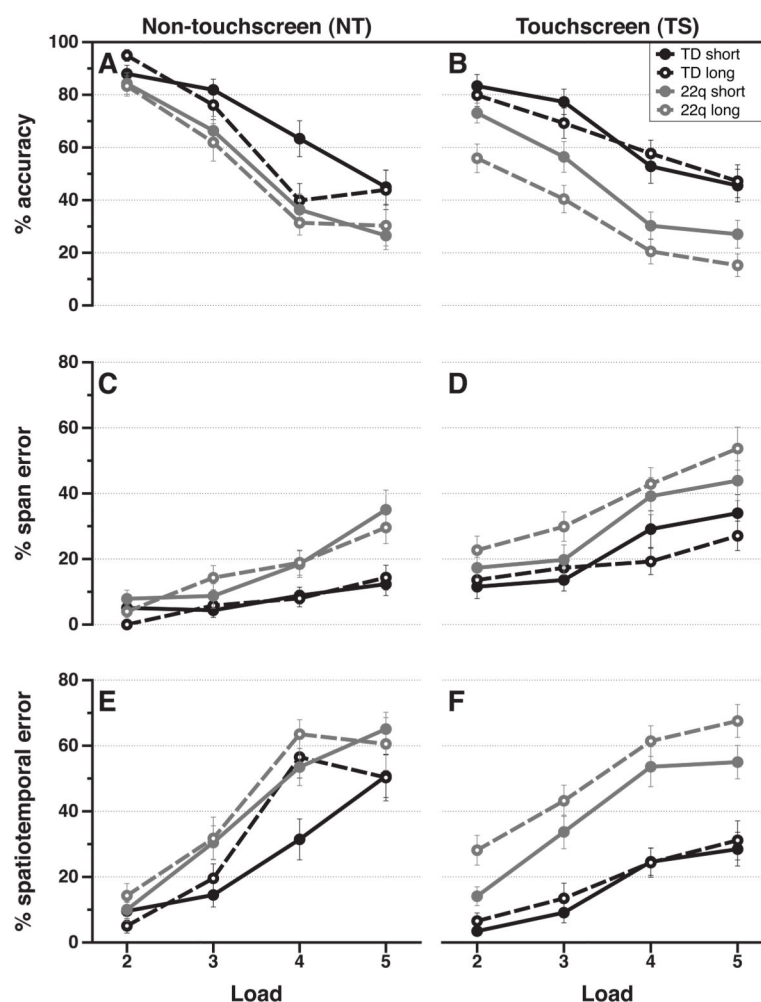 Non-touchscreen (NT)
Touchscreen (TS)
A
B
TD short
TD long
22q short
22q long
% accuracy
100
80
60
40
20
0
C
D
% span error
80
60
40
20
0
E
F
% spatiotemporal error
80
60
40
20
0
2 3 4 5
2 3 4 5
Load
Load